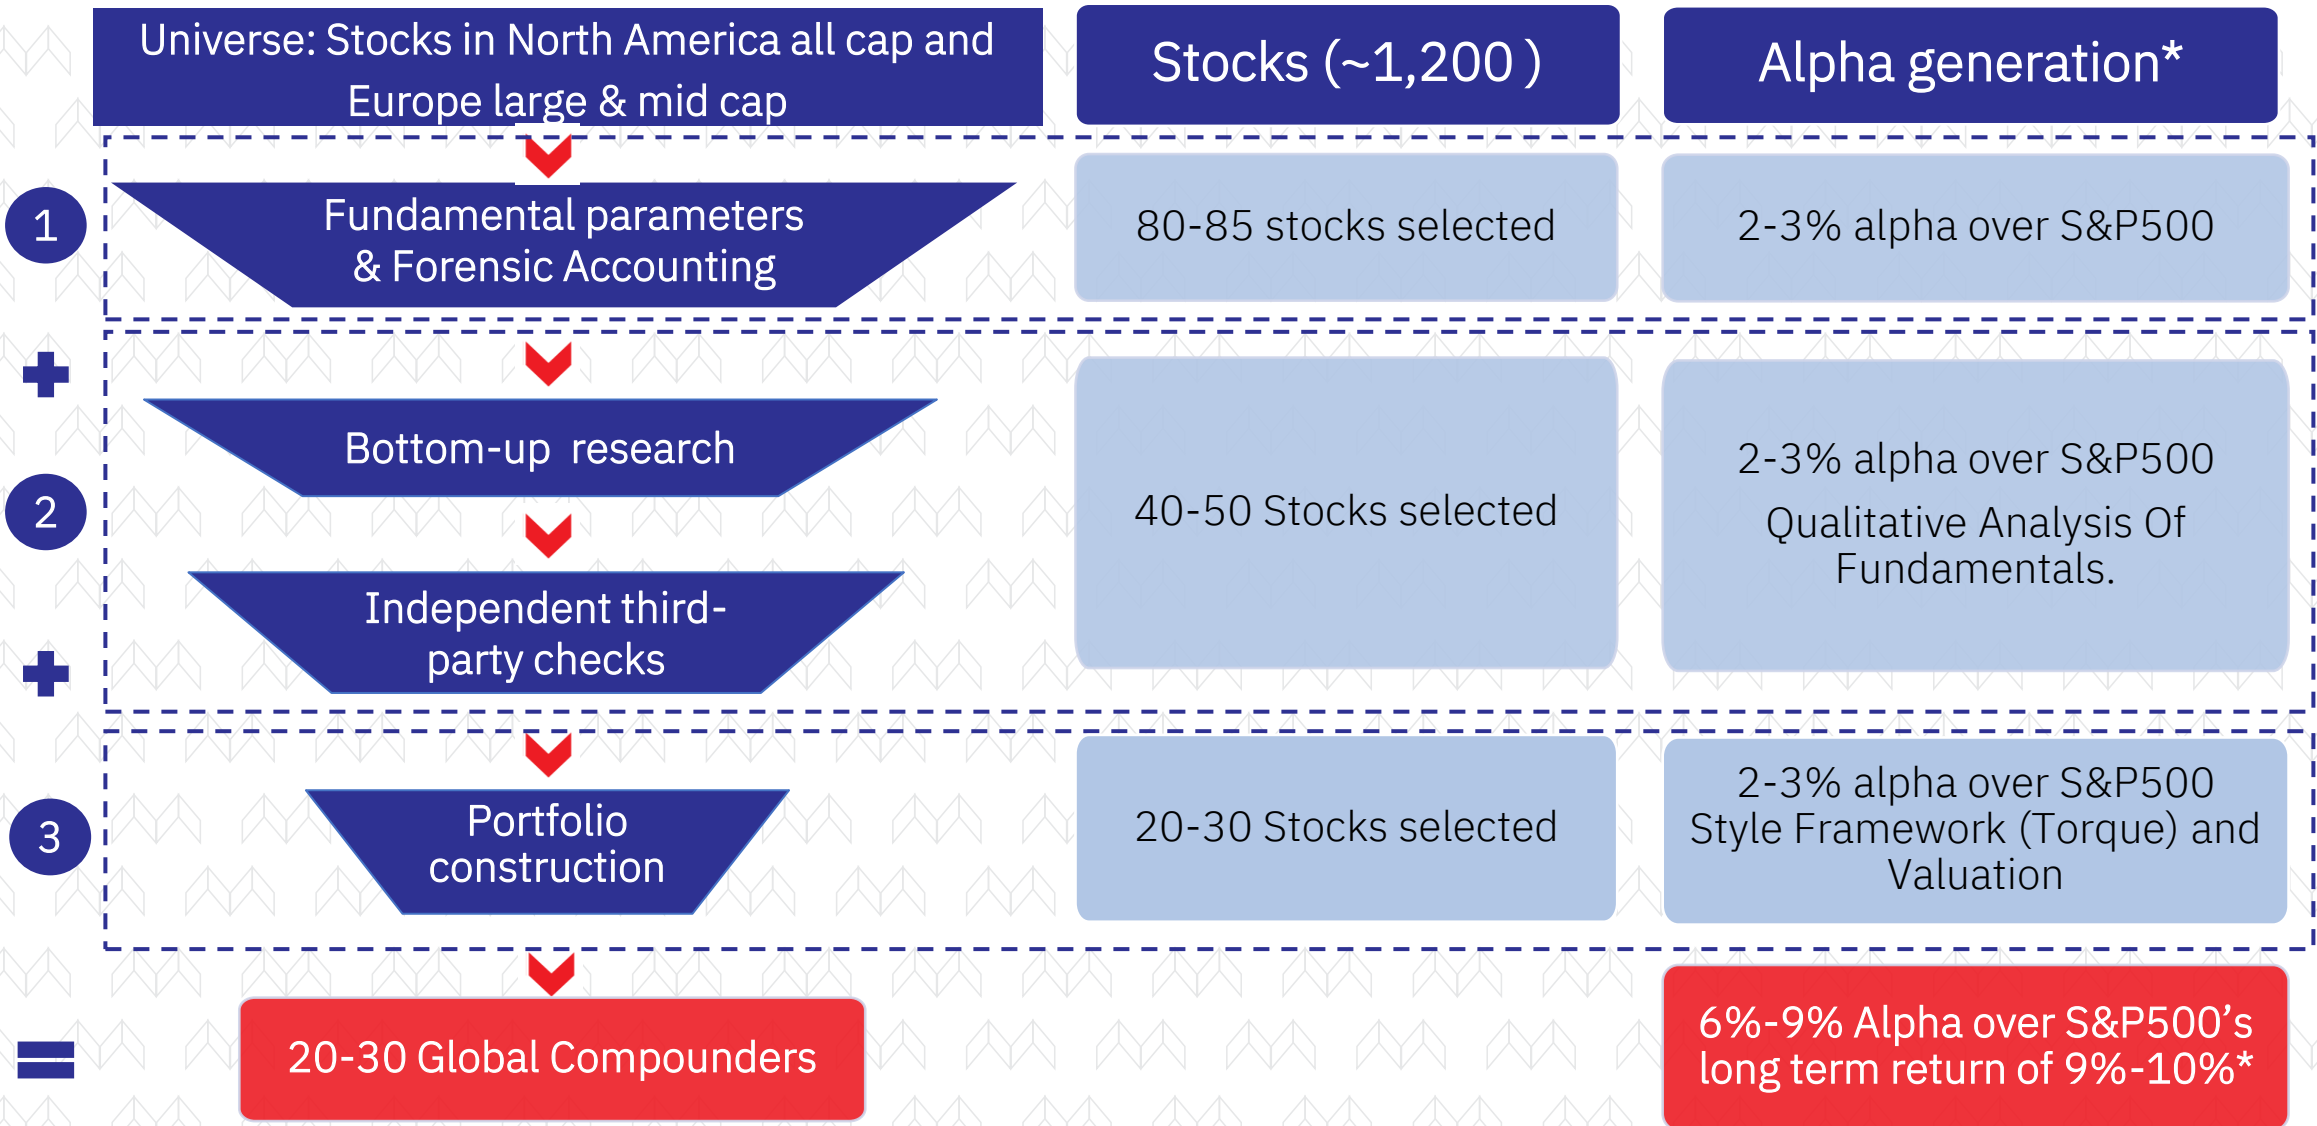 Universe: Stocks in North America all cap and
Europe large & mid cap
Stocks (~1,200 )
Alpha generation*
1
Fundamental parameters
& Forensic Accounting
80-85 stocks selected
2-3% alpha over S&P500
2
Bottom-up research
Independent third-
party checks
40-50 Stocks selected
2-3% alpha over S&P500
Qualitative Analysis Of
Fundamentals.
3
Portfolio
construction
20-30 Stocks selected
2-3% alpha over S&P500
Style Framework (Torque) and
Valuation
20-30 Global Compounders
6%-9% Alpha over S&P500’s
long term return of 9%-10%*